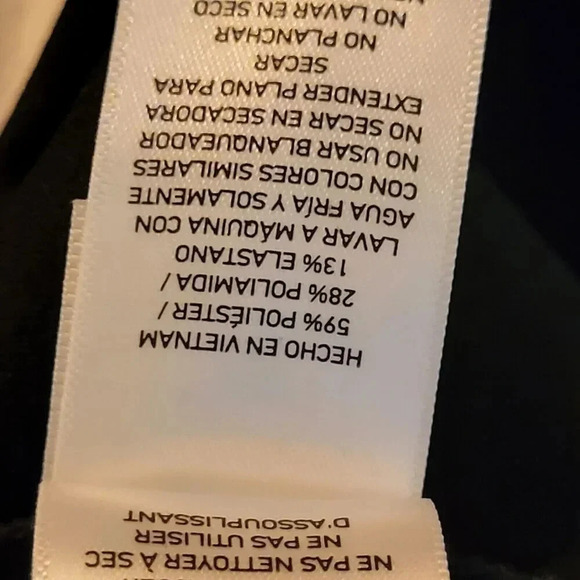 HECHO EN VIETNAM
59% POLIÉSTER /
28% POLIAMIDA /
13% ELASTANO
LAVAR A MÁQUINA CON
AGUA FRÍA Y SOLAMENTE
CON COLORES SIMILARES
NO USAR BLANQUEADOR
NO SECAR EN SECADORA
EXTENDER PLANO PARA
SECAR
NO PLANCHAR
NO LAVAR EN SECO
NE PAS NETTOYER À SEC
NE PAS UTILISER
D'ASSOUPLISSANT